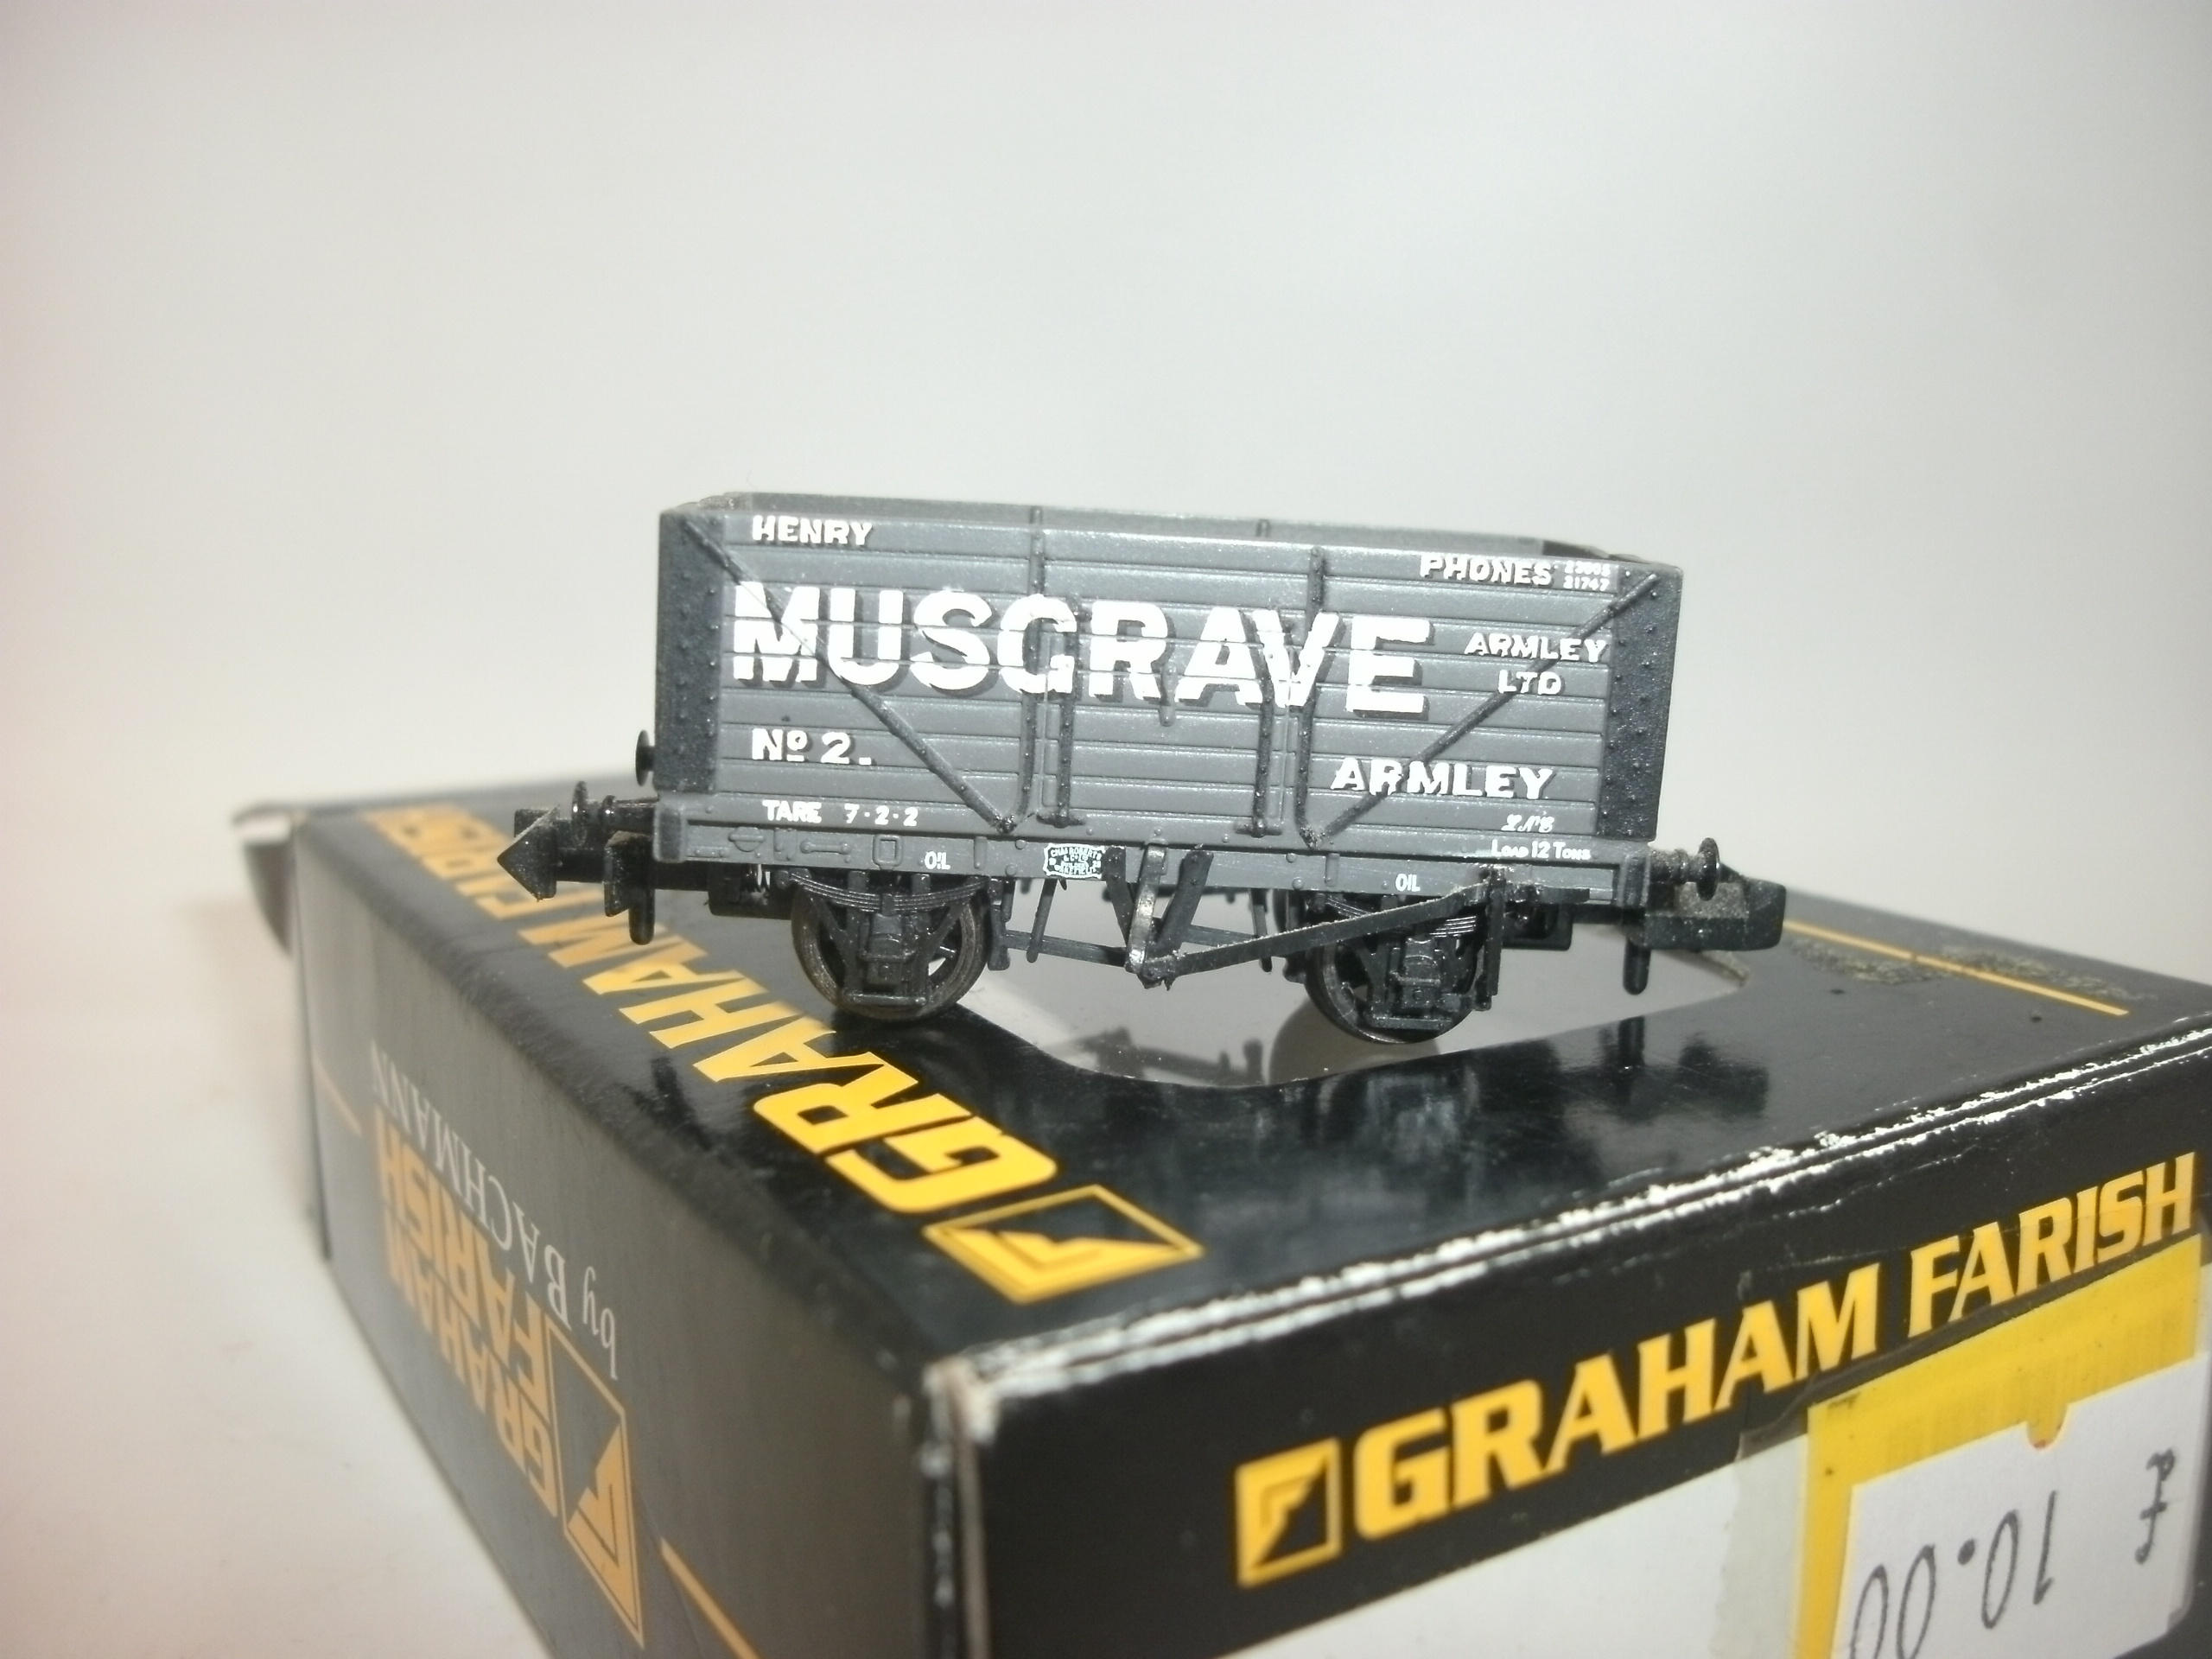 HENRY
PHONES
21747
MUSGRAVE
ARMLEY
LTD
No 2.
ARMLEY
TARE 7·2·2
Load 12 Tons
OIL
OIL
GRAHAM FARISH
GRAHAM
FARISH
by BACHMANN
GRAHAM FARISH
£ 10.00